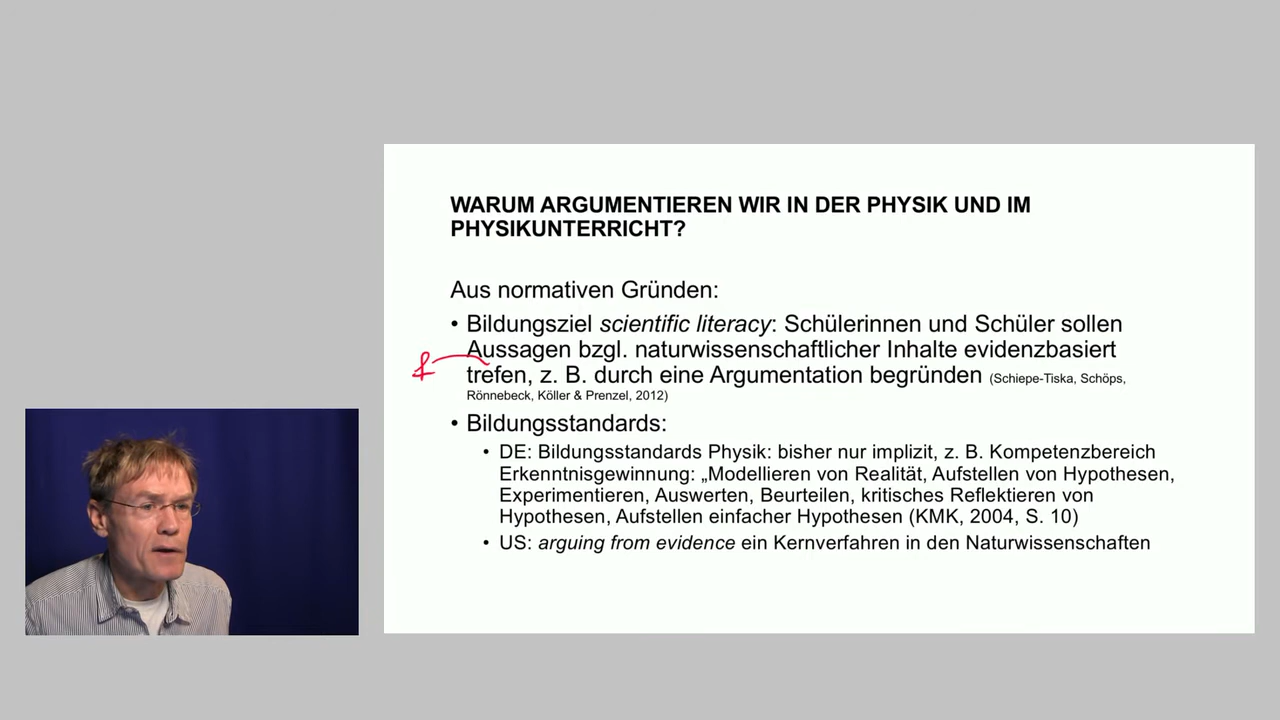 WARUM ARGUMENTIEREN WIR IN DER PHYSIK UND IM
PHYSIKUNTERRICHT?
Aus normativen Gründen:
• Bildungsziel scientific literacy: Schülerinnen und Schüler sollen
Aussagen bzgl. naturwissenschaftlicher Inhalte evidenzbasiert
f
trefen, z. B. durch eine Argumentation begründen (Schiepe-Tiska, Schöps,
Rönnebeck, Köller & Prenzel, 2012)
• Bildungsstandards:
• DE: Bildungsstandards Physik: bisher nur implizit, z. B. Kompetenzbereich
Erkenntnisgewinnung: „Modellieren von Realität, Aufstellen von Hypothesen,
Experimentieren, Auswerten, Beurteilen, kritisches Reflektieren von
Hypothesen, Aufstellen einfacher Hypothesen (KMK, 2004, S. 10)
• US: arguing from evidence ein Kernverfahren in den Naturwissenschaften